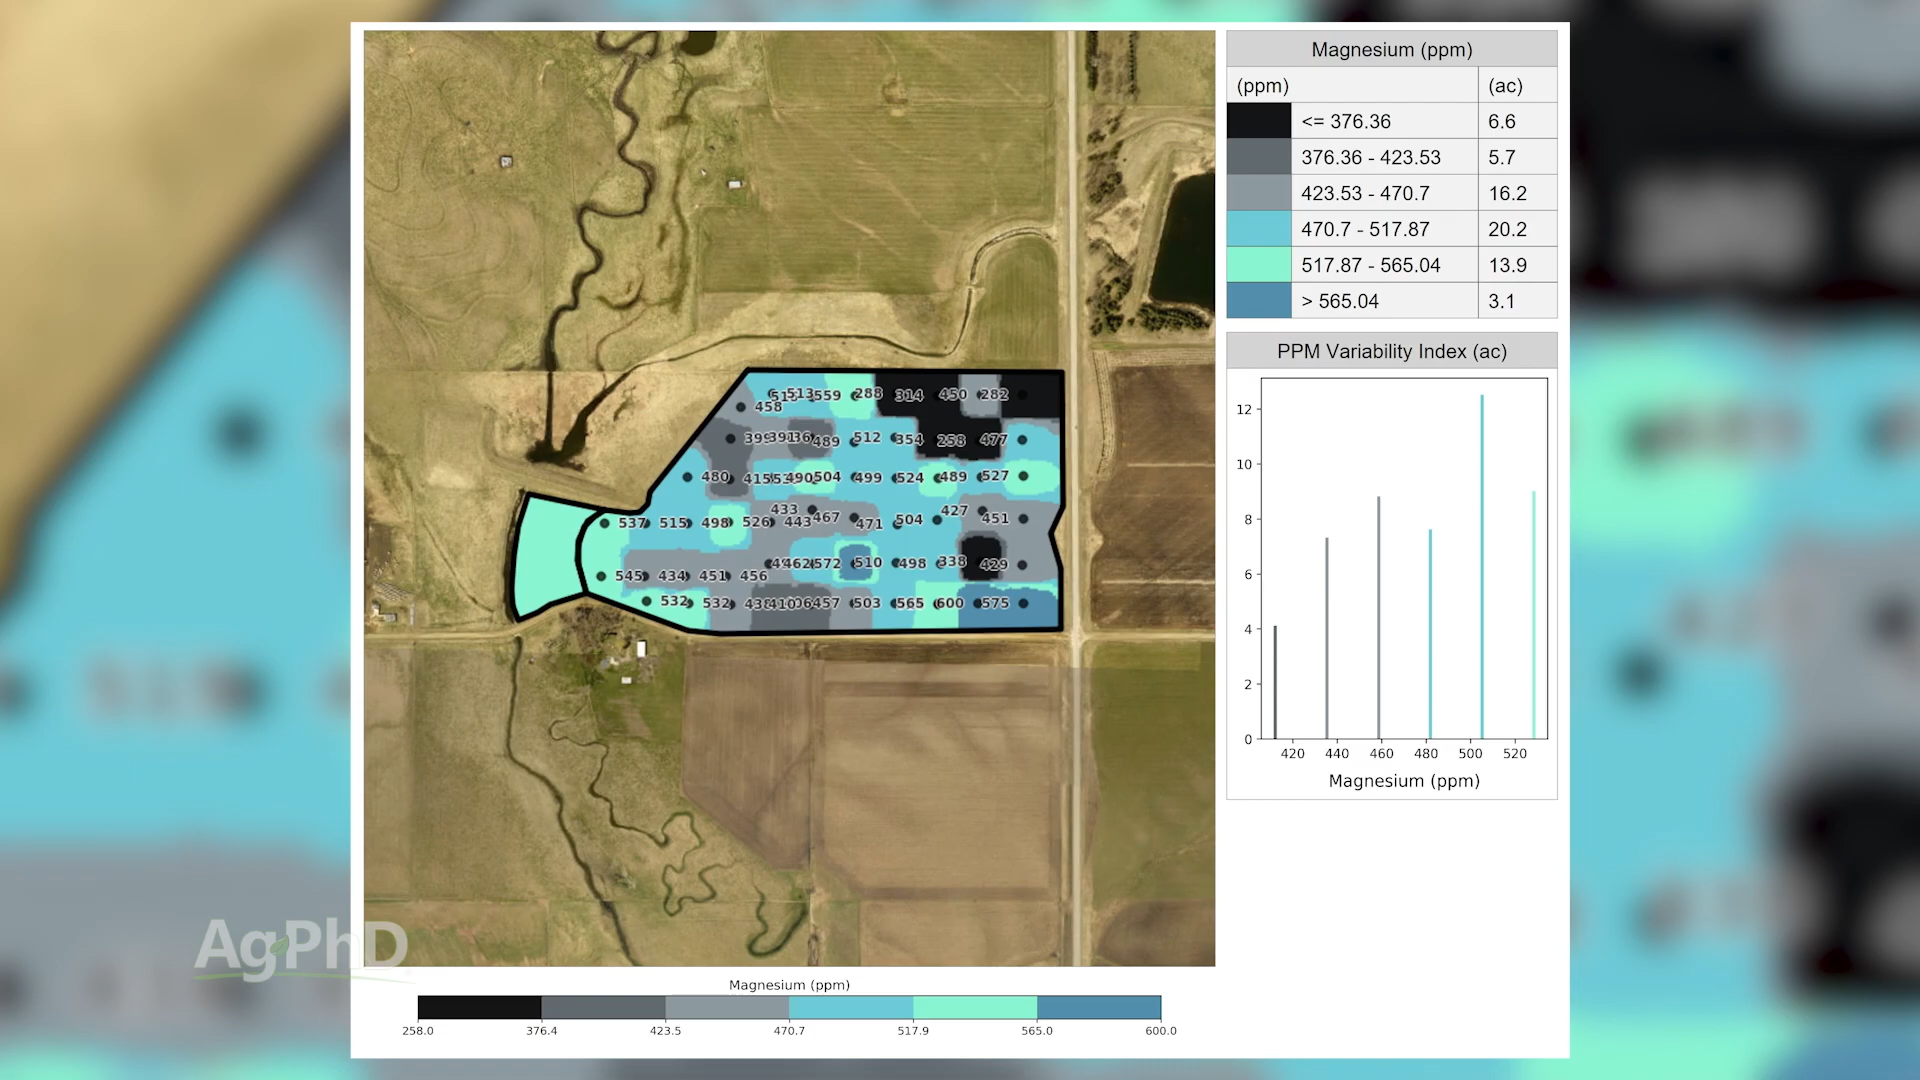 Magnesium (ppm)
(ppm) (ac)
<= 376.36 6.6
376.36 - 423.53 5.7
423.53 - 470.7 16.2
470.7 - 517.87 20.2
517.87 - 565.04 13.9
> 565.04 3.1
PPM Variability Index (ac)
12
10
8
6
4
2
0
420 440 460 480 500 520
Magnesium (ppm)
513 559 288 314 450 282
458
399 391 489 512 354 258 477
480 415 490 504 499 524 489 527
433 427
537 515 498 526 443 467 471 504 451
462 572 510 498 338 429
545 434 451 456
532 532 410 457 503 565 600 575
AgPhD
Magnesium (ppm)
258.0 376.4 423.5 470.7 517.9 565.0 600.0